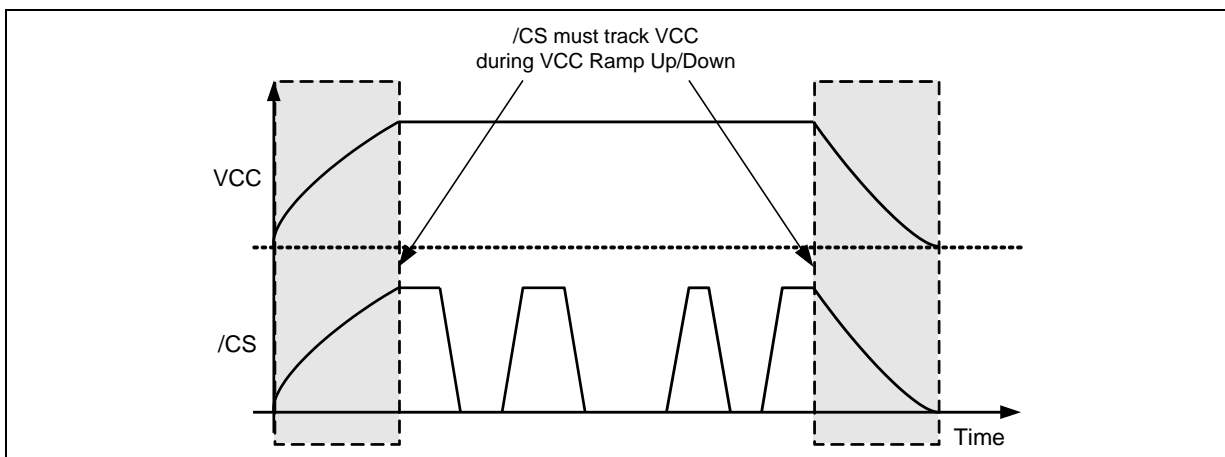 /CS must track VCC
during VCC Ramp Up/Down
VCC
/CS
Time